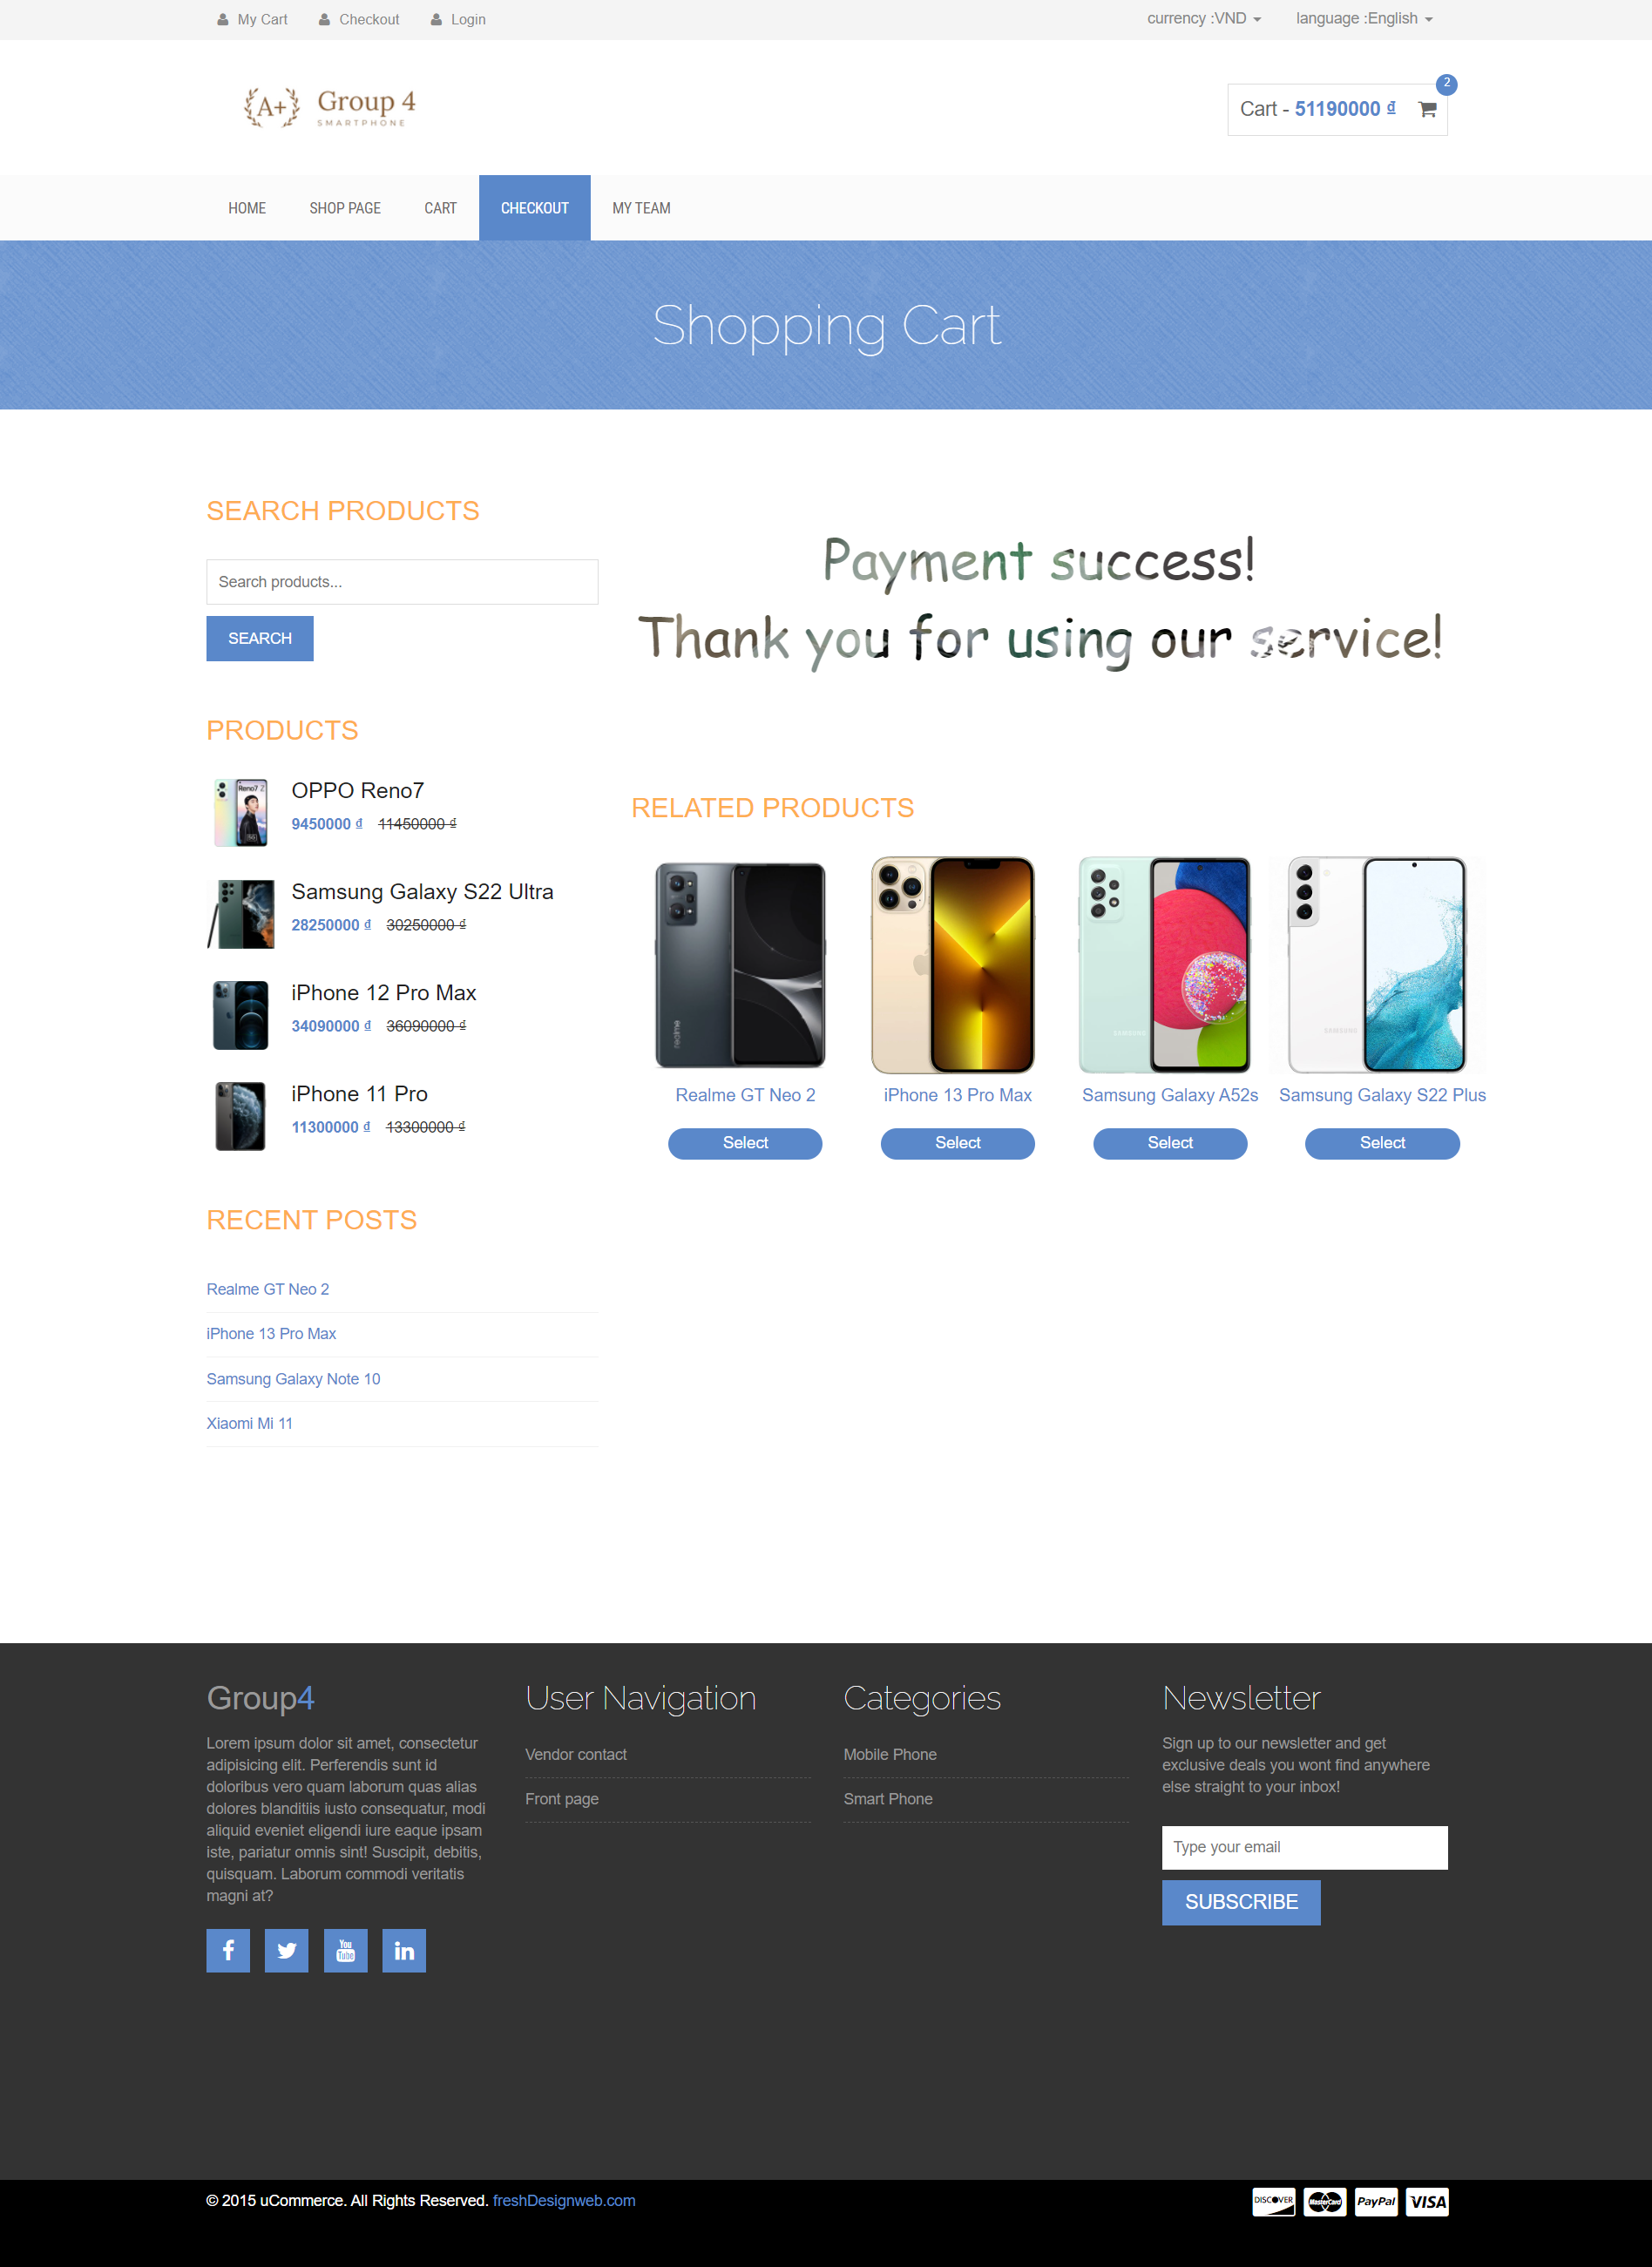 My Cart
Checkout
Login
currency :VND
language :English
A+
Group 4
SMARTPHONE
Cart - 51190000 ₫
2
HOME
SHOP PAGE
CART
CHECKOUT
MY TEAM
Shopping Cart
SEARCH PRODUCTS
Search products...
SEARCH
Payment success!
Thank you for using our service!
PRODUCTS
Reno7 Z
OPPO Reno7
9450000 ₫ 11450000 ₫
Samsung Galaxy S22 Ultra
28250000 ₫ 30250000 ₫
iPhone 12 Pro Max
34090000 ₫ 36090000 ₫
iPhone 11 Pro
11300000 ₫ 13300000 ₫
RELATED PRODUCTS
realme
SAMSUNG
SAMSUNG
Realme GT Neo 2
iPhone 13 Pro Max
Samsung Galaxy A52s
Samsung Galaxy S22 Plus
Select
Select
Select
Select
RECENT POSTS
Realme GT Neo 2
iPhone 13 Pro Max
Samsung Galaxy Note 10
Xiaomi Mi 11
Group4
Lorem ipsum dolor sit amet, consectetur
adipisicing elit. Perferendis sunt id
doloribus vero quam laborum quas alias
dolores blanditiis iusto consequatur, modi
aliquid eveniet eligendi iure eaque ipsam
iste, pariatur omnis sint! Suscipit, debitis,
quisquam. Laborum commodi veritatis
magni at?
You Tube
in
User Navigation
Vendor contact
Front page
Categories
Mobile Phone
Smart Phone
Newsletter
Sign up to our newsletter and get
exclusive deals you wont find anywhere
else straight to your inbox!
Type your email
SUBSCRIBE
© 2015 uCommerce. All Rights Reserved. freshDesignweb.com
DISCOVER
MasterCard
PayPal
VISA